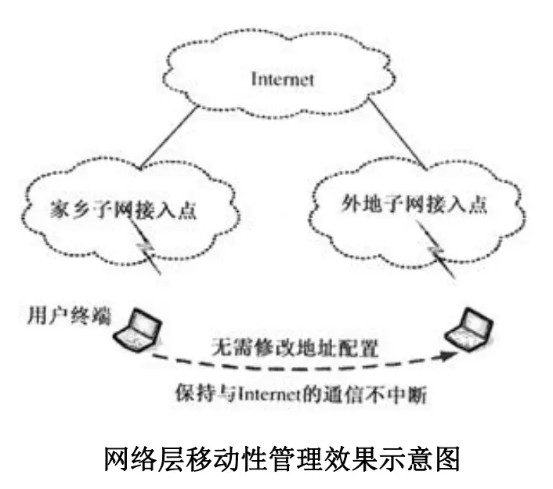 Internet
家乡子网接入点
外地子网接入点
用户终端
无需修改地址配置
保持与Internet的通信不中断
网络层移动性管理效果示意图